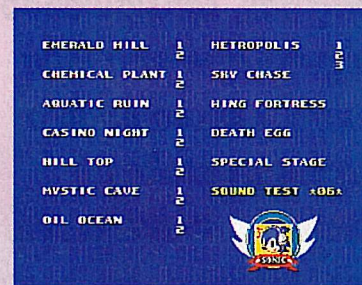 EMERALD HILL 1
2
CHEMICAL PLANT 1
2
AQUATIC RUIN 1
2
CASINO NIGHT 1
2
HILL TOP 1
2
MYSTIC CAVE 1
2
OIL OCEAN 1
2
METROPOLIS 1
2
3
SKY CHASE
WING FORTRESS
DEATH EGG
SPECIAL STAGE
SOUND TEST *06*
SONIC